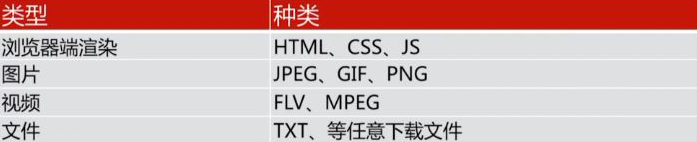 类型 种类
浏览器端渲染 HTML、CSS、JS
图片 JPEG、GIF、PNG
视频 FLV、MPEG
文件 TXT、等任意下载文件